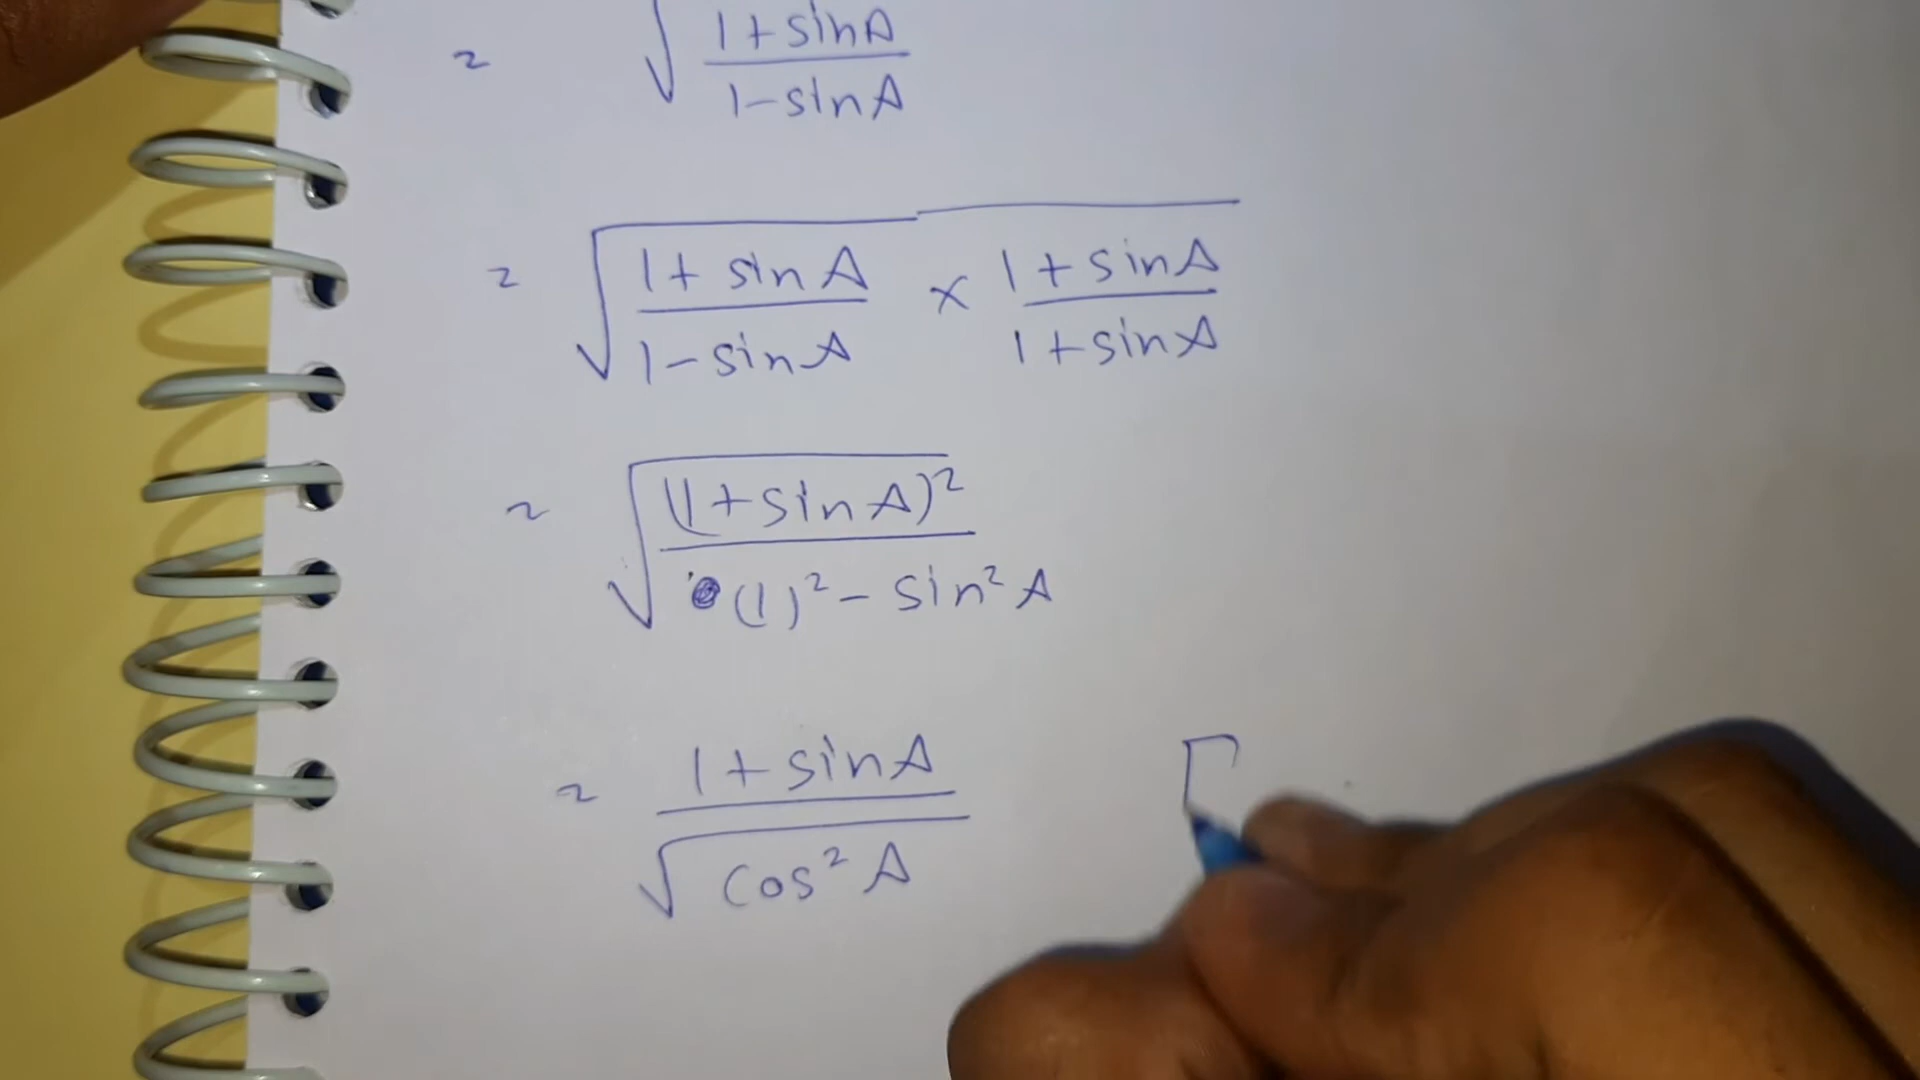 = √(1+sinA)/(1-sinA)
= √(1+sinA)/(1-sinA) × (1+sinA)/(1+sinA)
= √(1+sinA)²/((1)²-sin²A)
= (1+sinA)/√cos²A [